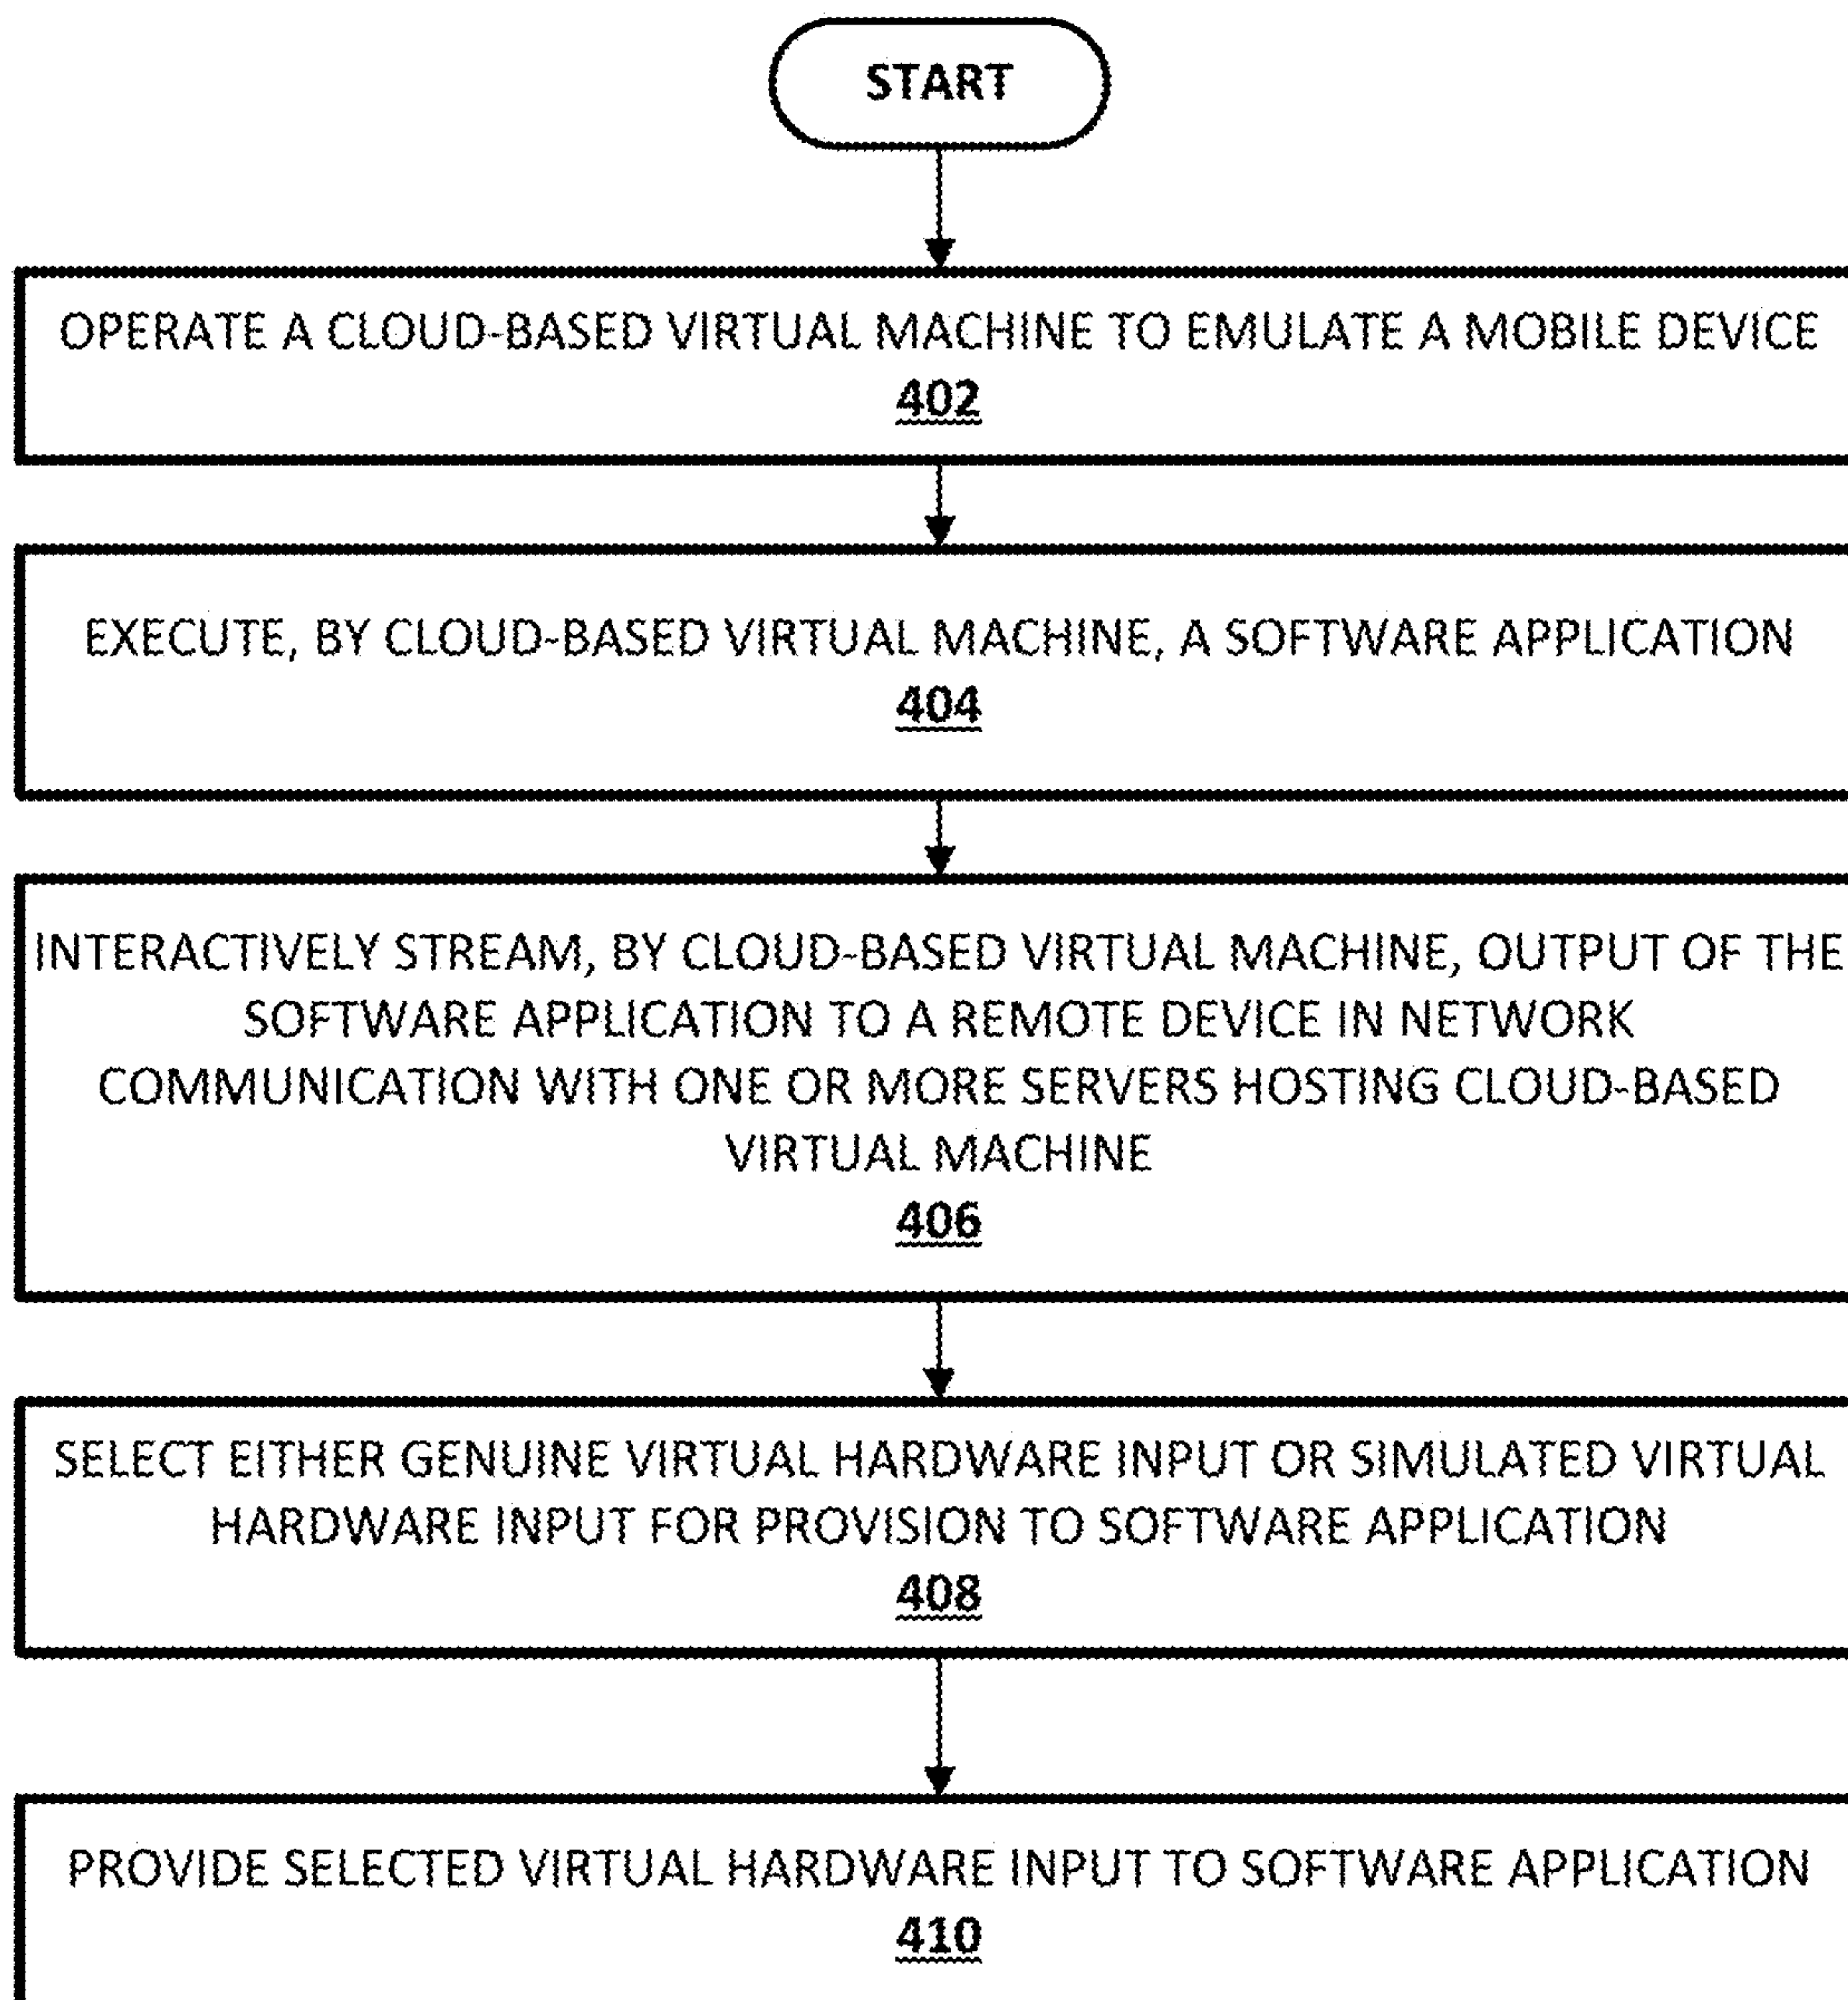 START
OPERATE A CLOUD-BASED VIRTUAL MACHINE TO EMULATE A MOBILE DEVICE
402
EXECUTE, BY CLOUD-BASED VIRTUAL MACHINE, A SOFTWARE APPLICATION
404
INTERACTIVELY STREAM, BY CLOUD-BASED VIRTUAL MACHINE, OUTPUT OF THE
SOFTWARE APPLICATION TO A REMOTE DEVICE IN NETWORK
COMMUNICATION WITH ONE OR MORE SERVERS HOSTING CLOUD-BASED
VIRTUAL MACHINE
406
SELECT EITHER GENUINE VIRTUAL HARDWARE INPUT OR SIMULATED VIRTUAL
HARDWARE INPUT FOR PROVISION TO SOFTWARE APPLICATION
408
PROVIDE SELECTED VIRTUAL HARDWARE INPUT TO SOFTWARE APPLICATION
410